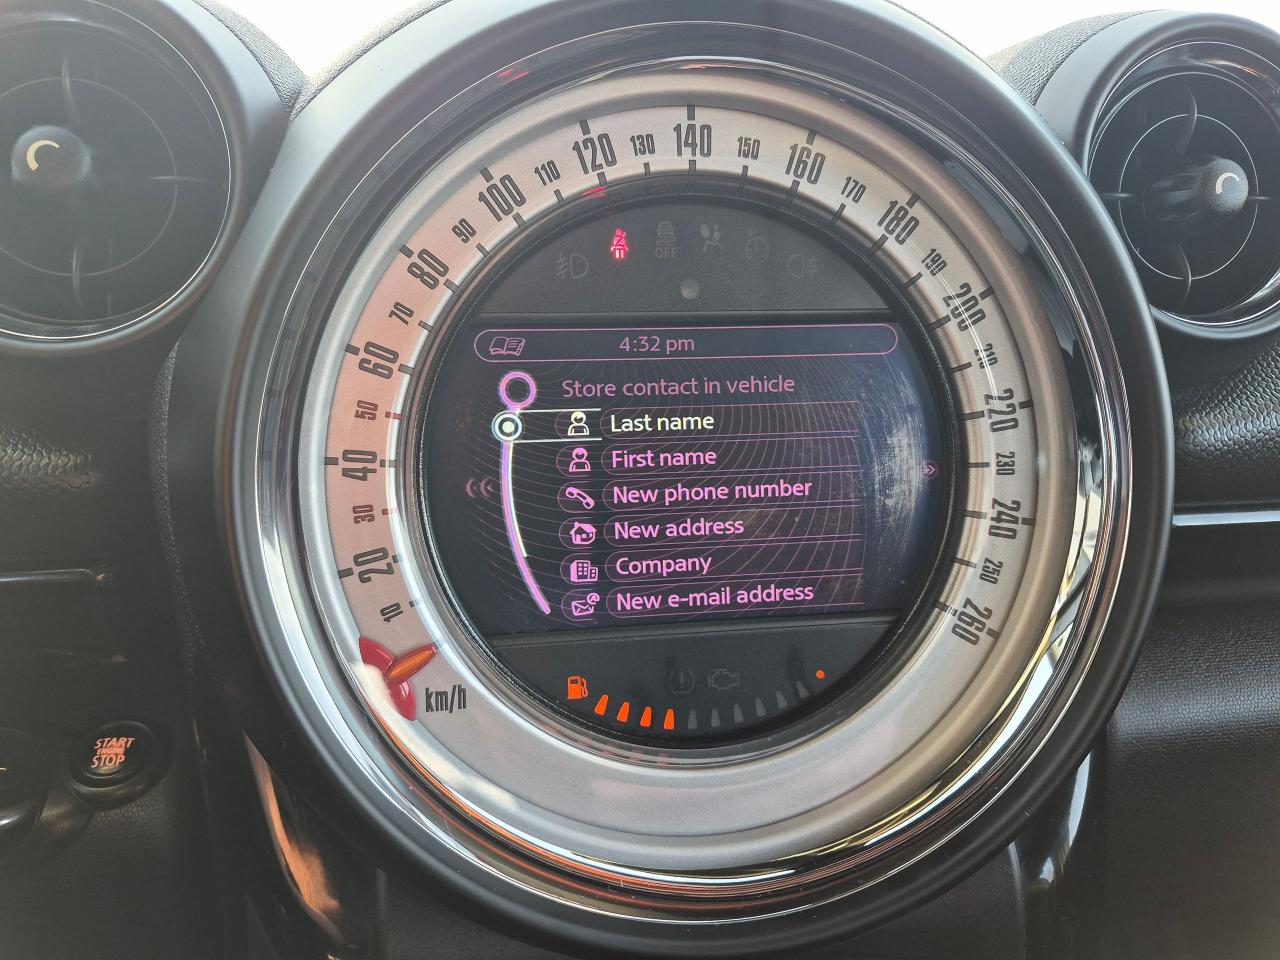 10
20
30
40
50
60
70
80
90
100
110
120
130
140
150
160
170
180
190
200
210
220
230
240
250
260
km/h
OFF
4:32 pm
Store contact in vehicle
Last name
First name
New phone number
New address
Company
New e-mail address
START
ENGINE
STOP